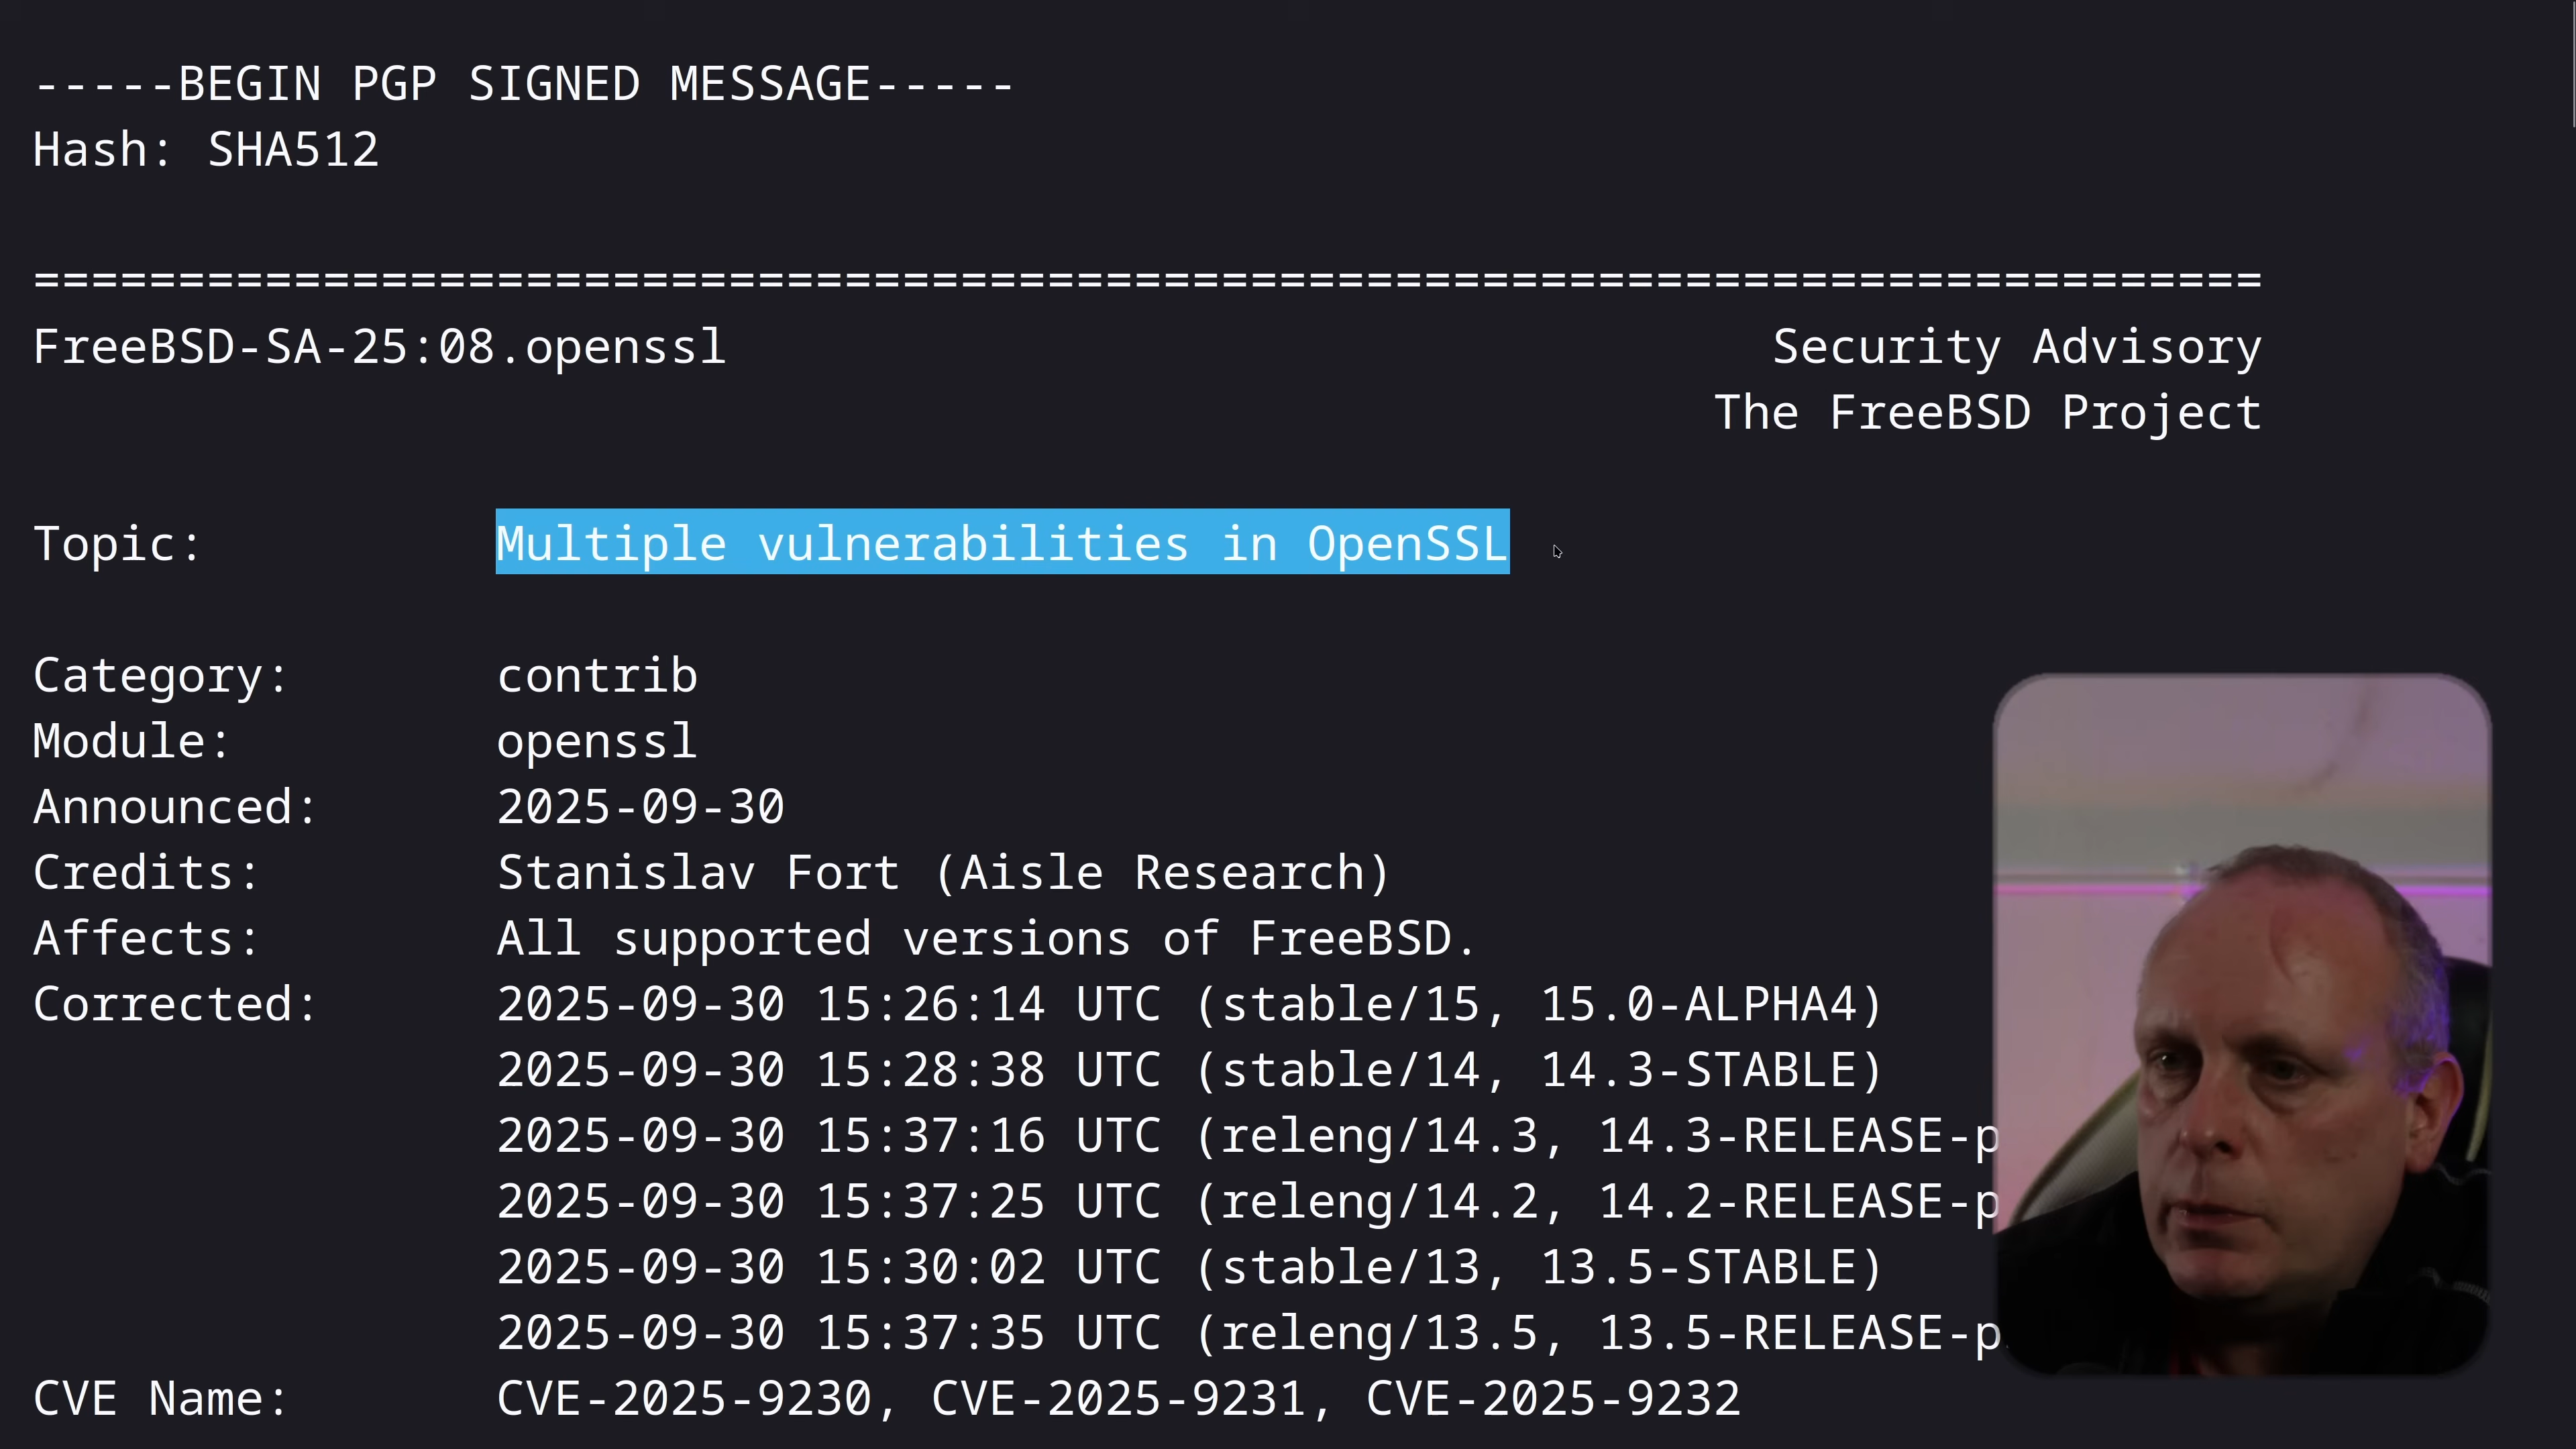 -----BEGIN PGP SIGNED MESSAGE-----
Hash: SHA512
=============================================================================
FreeBSD-SA-25:08.openssl                                    Security Advisory
                                                          The FreeBSD Project
Topic:          Multiple vulnerabilities in OpenSSL
Category:       contrib
Module:         openssl
Announced:      2025-09-30
Credits:        Stanislav Fort (Aisle Research)
Affects:        All supported versions of FreeBSD.
Corrected:      2025-09-30 15:26:14 UTC (stable/15, 15.0-ALPHA4)
                2025-09-30 15:28:38 UTC (stable/14, 14.3-STABLE)
                2025-09-30 15:37:16 UTC (releng/14.3, 14.3-RELEASE-p
                2025-09-30 15:37:25 UTC (releng/14.2, 14.2-RELEASE-p
                2025-09-30 15:30:02 UTC (stable/13, 13.5-STABLE)
                2025-09-30 15:37:35 UTC (releng/13.5, 13.5-RELEASE-p
CVE Name:       CVE-2025-9230, CVE-2025-9231, CVE-2025-9232